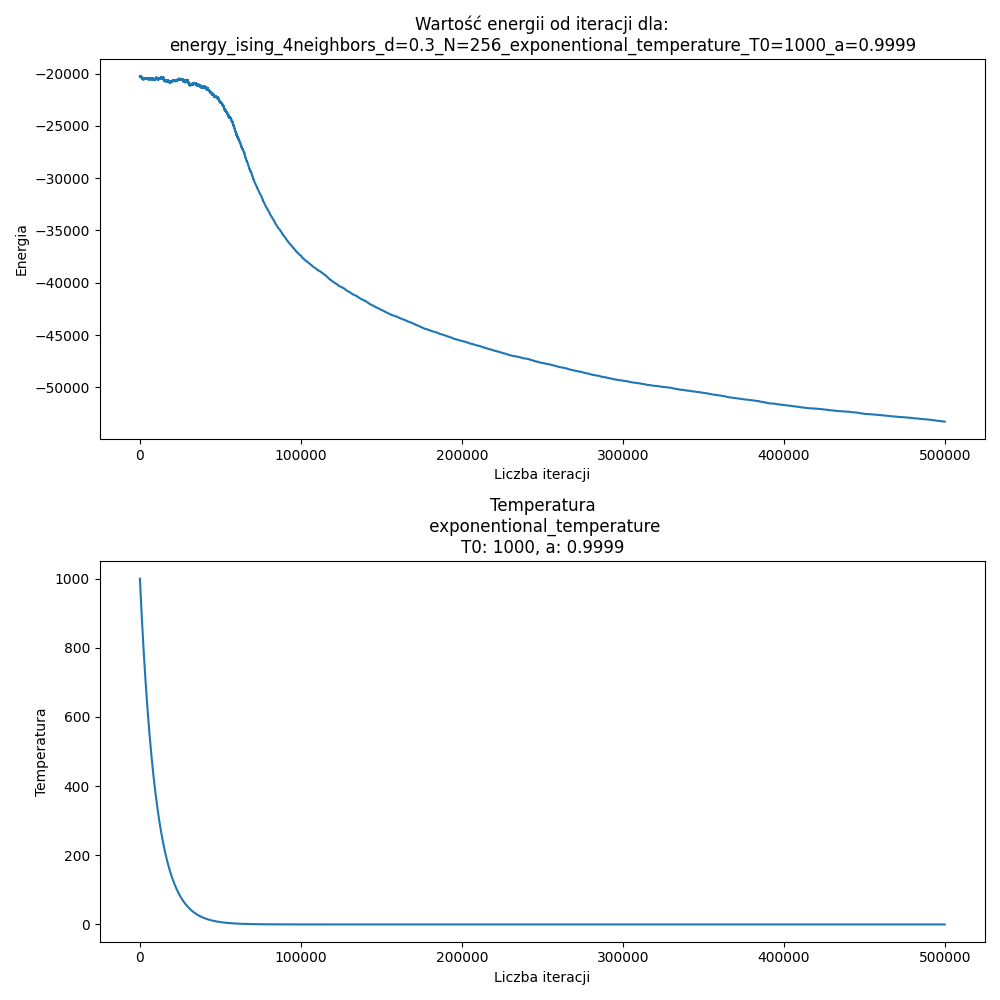 Wartość energii od iteracji dla:
energy_ising_4neighbors_d=0.3_N=256_exponentional_temperature_T0=1000_a=0.9999
−20000
−25000
−30000
−35000
−40000
−45000
−50000
Energia
0
100000
200000
300000
400000
500000
Liczba iteracji
Temperatura
exponentional_temperature
T0: 1000, a: 0.9999
1000
800
600
400
200
0
Temperatura
0
100000
200000
300000
400000
500000
Liczba iteracji